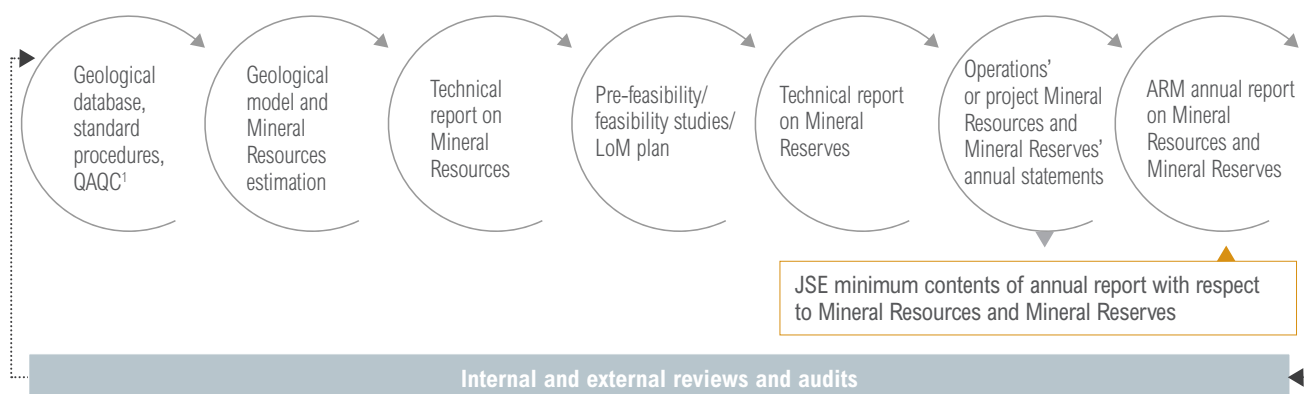 Geological
database,
standard
procedures,
QAQC¹
Geological
model and
Mineral
Resources
estimation
Technical
report on
Mineral
Resources
Pre-feasibility/
feasibility studies/
LoM plan
Technical report
on Mineral
Reserves
Operations’
or project Mineral
Resources and
Mineral Reserves’
annual statements
ARM annual report
on Mineral
Resources and
Mineral Reserves
JSE minimum contents of annual report with respect
to Mineral Resources and Mineral Reserves
Internal and external reviews and audits